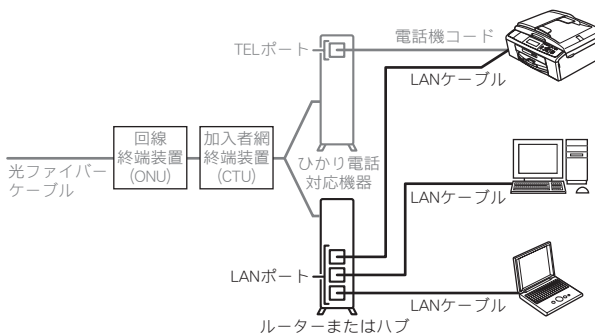 電話機コード
TELポート
LANケーブル
回線
終端装置
(ONU)
加入者網
終端装置
(CTU)
ひかり電話
対応機器
光ファイバー
ケーブル
LANケーブル
LANポート
LANケーブル
ルーターまたはハブ